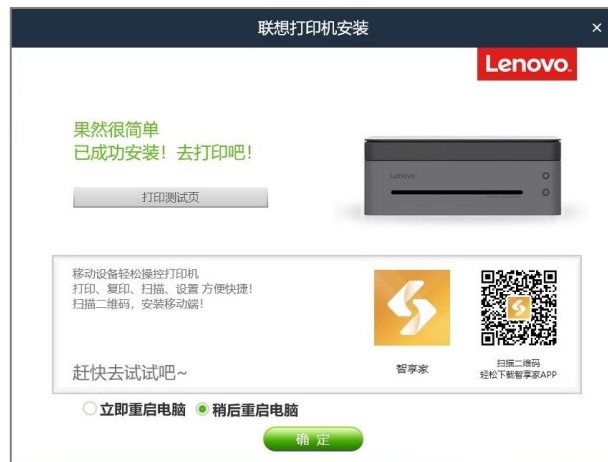 联想打印机安装
×
Lenovo
果然很简单
已成功安装！去打印吧！
打印测试页
Lenovo
移动设备轻松操控打印机
打印、复印、扫描、设置 方便快捷！
扫描二维码，安装移动端！
赶快去试试吧~
智享家
扫描二维码
轻松下载智享家APP
立即重启电脑 稍后重启电脑
确 定